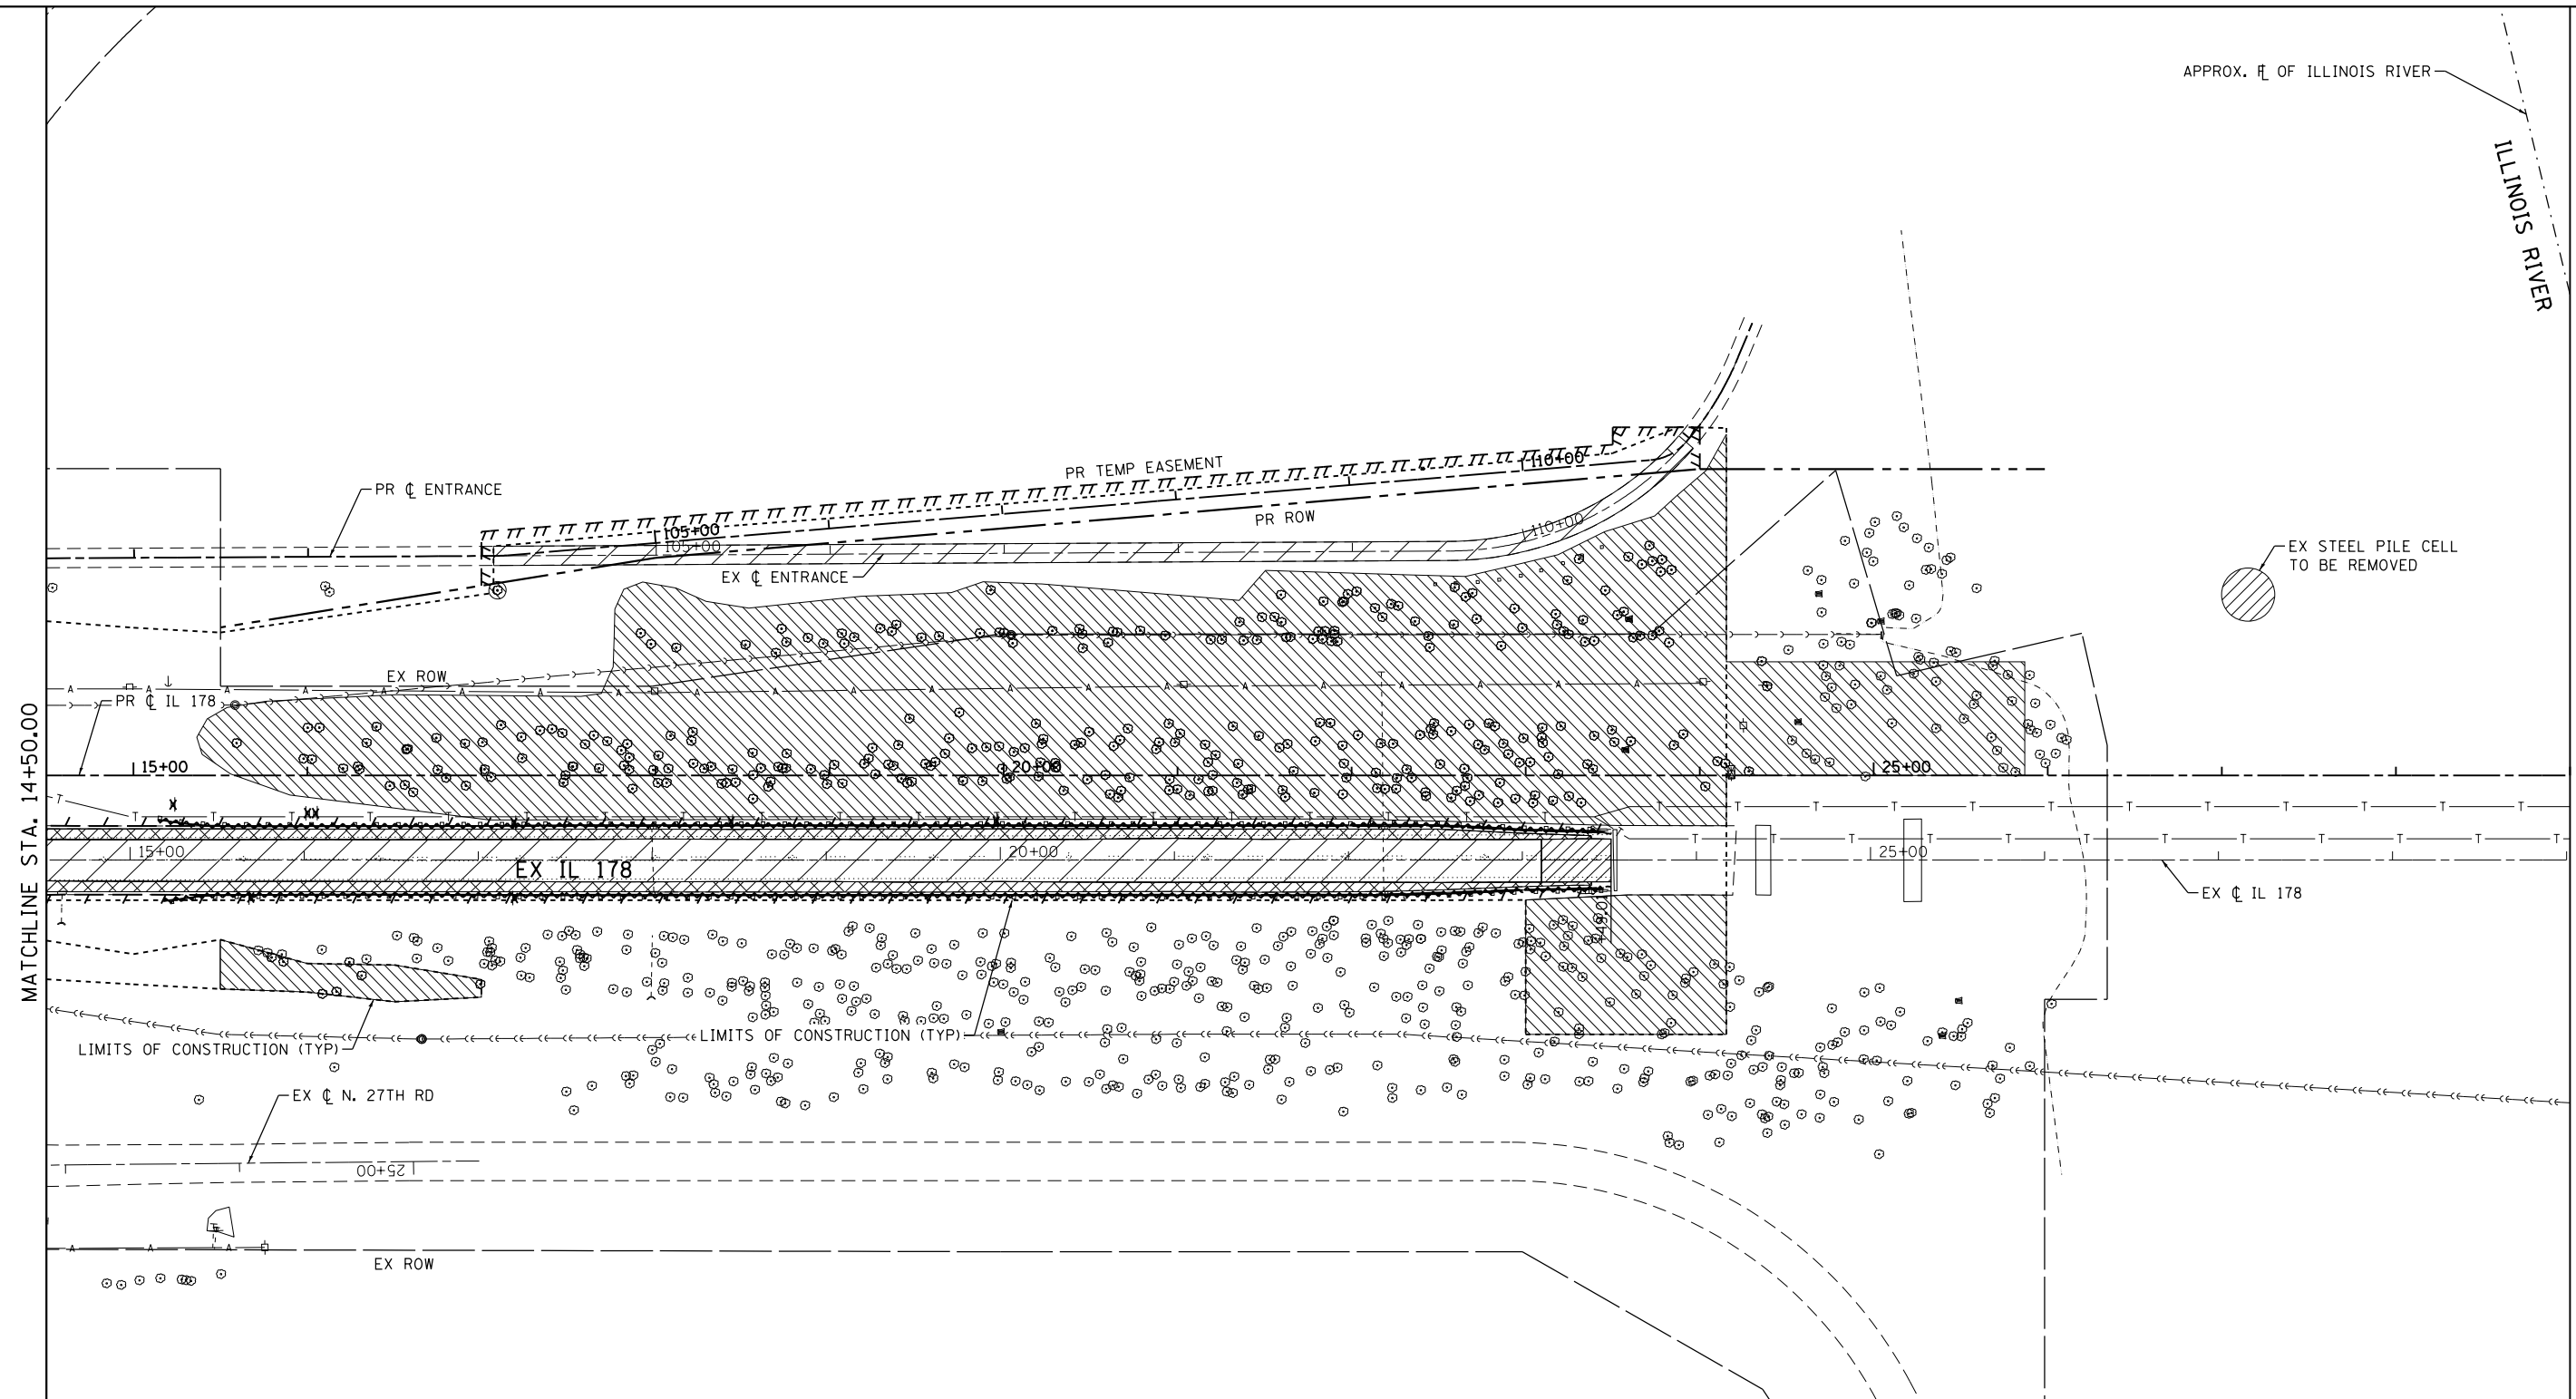 APPROX. ⅊ OF ILLINOIS RIVER
ILLINOIS RIVER
PR TEMP EASEMENT
110+00
PR ℄ ENTRANCE
PR ROW
110+00
105+00
105+00
EX ℄ ENTRANCE
EX STEEL PILE CELL
TO BE REMOVED
EX ROW
PR ℄ IL 178
MATCHLINE STA. 14+50.00
15+00
20+00
25+00
15+00
20+00
25+00
EX IL 178
EX ℄ IL 178
LIMITS OF CONSTRUCTION (TYP)
LIMITS OF CONSTRUCTION (TYP)
EX ℄ N. 27TH RD
25+00
EX ROW